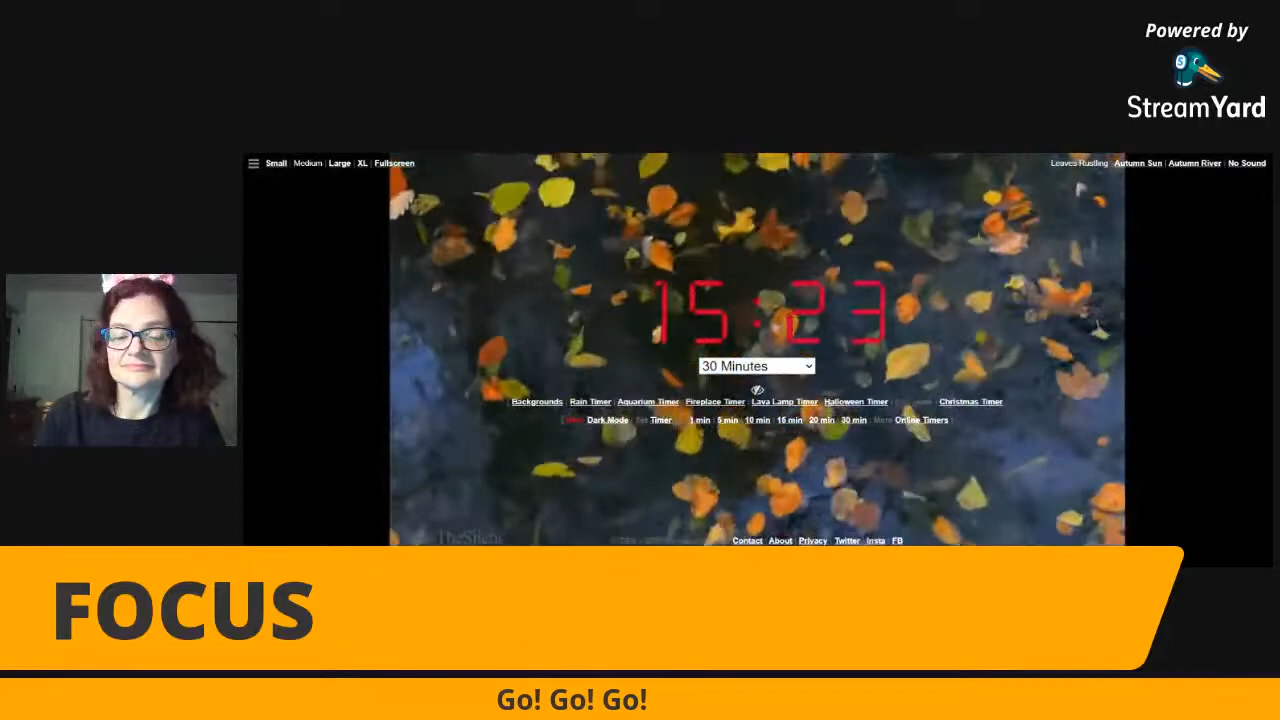 Powered by
StreamYard
Small | Medium | Large | XL | Fullscreen
Leaves Rustling | Autumn Sun | Autumn River | No Sound
15:23
30 Minutes
Backgrounds | Rain Timer | Aquarium Timer | Fireplace Timer | Lava Lamp Timer | Halloween Timer | Christmas Timer
Dark Mode Timer 1 min | 5 min | 10 min | 15 min | 20 min | 30 min | More Online Timers
TheSilent
Contact | About | Privacy | Twitter | Insta | FB
FOCUS
Go! Go! Go!